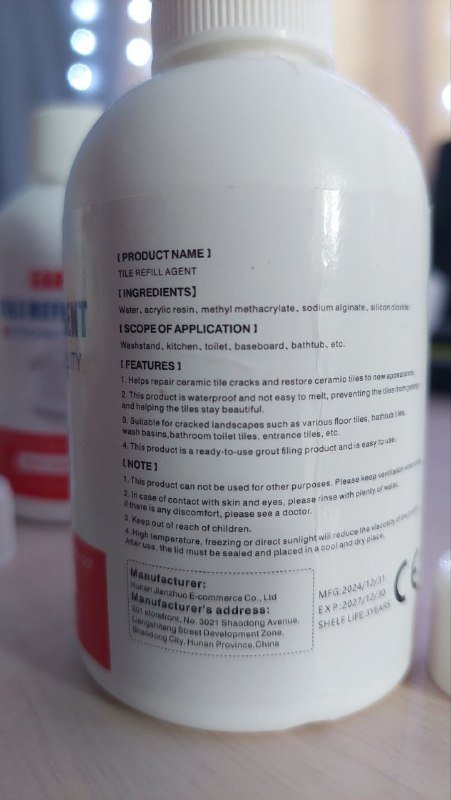 [ PRODUCT NAME ]
TILE REFILL AGENT
[ INGREDIENTS]
Water、acrylic resin、methyl methacrylate、sodium alginate、silicon dioxide
[ SCOPE OF APPLICATION ]
Washstand、kitchen、toilet、baseboard、bathtub、etc.
[ FEATURES ]
1. Helps repair ceramic tile cracks and restore ceramic tiles to new appearance.
2. This product is waterproof and not easy to melt, preventing the tiles from
and helping the tiles stay beautiful.
3. Suitable for cracked landscapes such as various floor tiles, bathtub tiles,
wash basins,bathroom toilet tiles, entrance tiles, etc.
4. This product is a ready-to-use grout filing product and is easy to use.
[NOTE ]
1. This product can not be used for other purposes. Please keep ventilation when
2. In case of contact with skin and eyes, please rinse with plenty of water.
if there is any discomfort, please see a doctor.
3. Keep out of reach of children.
4. High temperature, freezing or direct sunlight will reduce the viscosity of
After use, the lid must be sealed and placed in a cool and dry place.
Manufacturer:
Hunan Jianzhuo E-commerce Co., Ltd
Manufacturer's address:
301 storefront, No. 3021 Shaodong Avenue,
Liangshitang Street Development Zone,
Shaodong City, Hunan Province,China
MFG:2024/12/31
EXP:2027/12/30
SHELF LIFE:3YEARS
CE